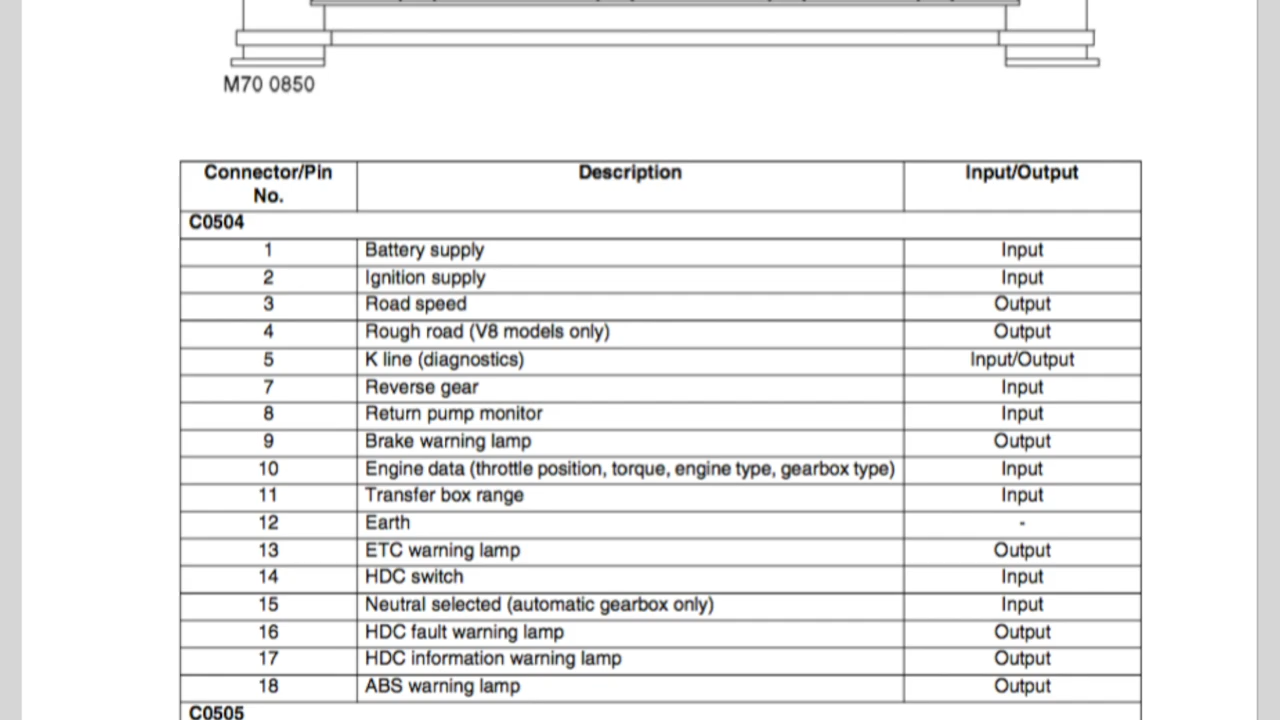 M70 0850
Connector/Pin No. Description Input/Output
C0504
1 Battery supply Input
2 Ignition supply Input
3 Road speed Output
4 Rough road (V8 models only) Output
5 K line (diagnostics) Input/Output
7 Reverse gear Input
8 Return pump monitor Input
9 Brake warning lamp Output
10 Engine data (throttle position, torque, engine type, gearbox type) Input
11 Transfer box range Input
12 Earth -
13 ETC warning lamp Output
14 HDC switch Input
15 Neutral selected (automatic gearbox only) Input
16 HDC fault warning lamp Output
17 HDC information warning lamp Output
18 ABS warning lamp Output
C0505